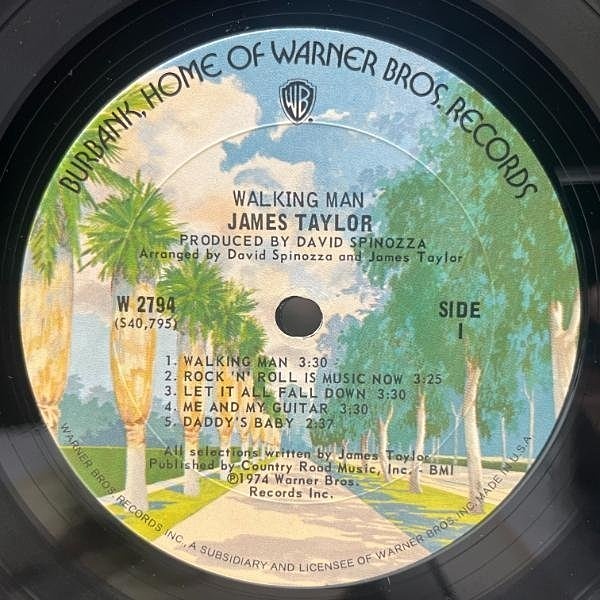 BURBANK, HOME OF WARNER BROS. RECORDS
WB
WALKING MAN
JAMES TAYLOR
PRODUCED BY DAVID SPINOZZA
Arranged by David Spinozza and James Taylor
W 2794
(S40,795)
SIDE
1
1. WALKING MAN 3:30
2. ROCK 'N' ROLL IS MUSIC NOW 3:25
3. LET IT ALL FALL DOWN 3:30
4. ME AND MY GUITAR 3:30
5. DADDY'S BABY 2:37
All selections written by James Taylor
Published by Country Road Music, Inc. - BMI
℗1974 Warner Bros.
Records Inc.
WARNER BROS. RECORDS INC., A SUBSIDIARY AND LICENSEE OF WARNER BROS. INC. MADE IN U.S.A.